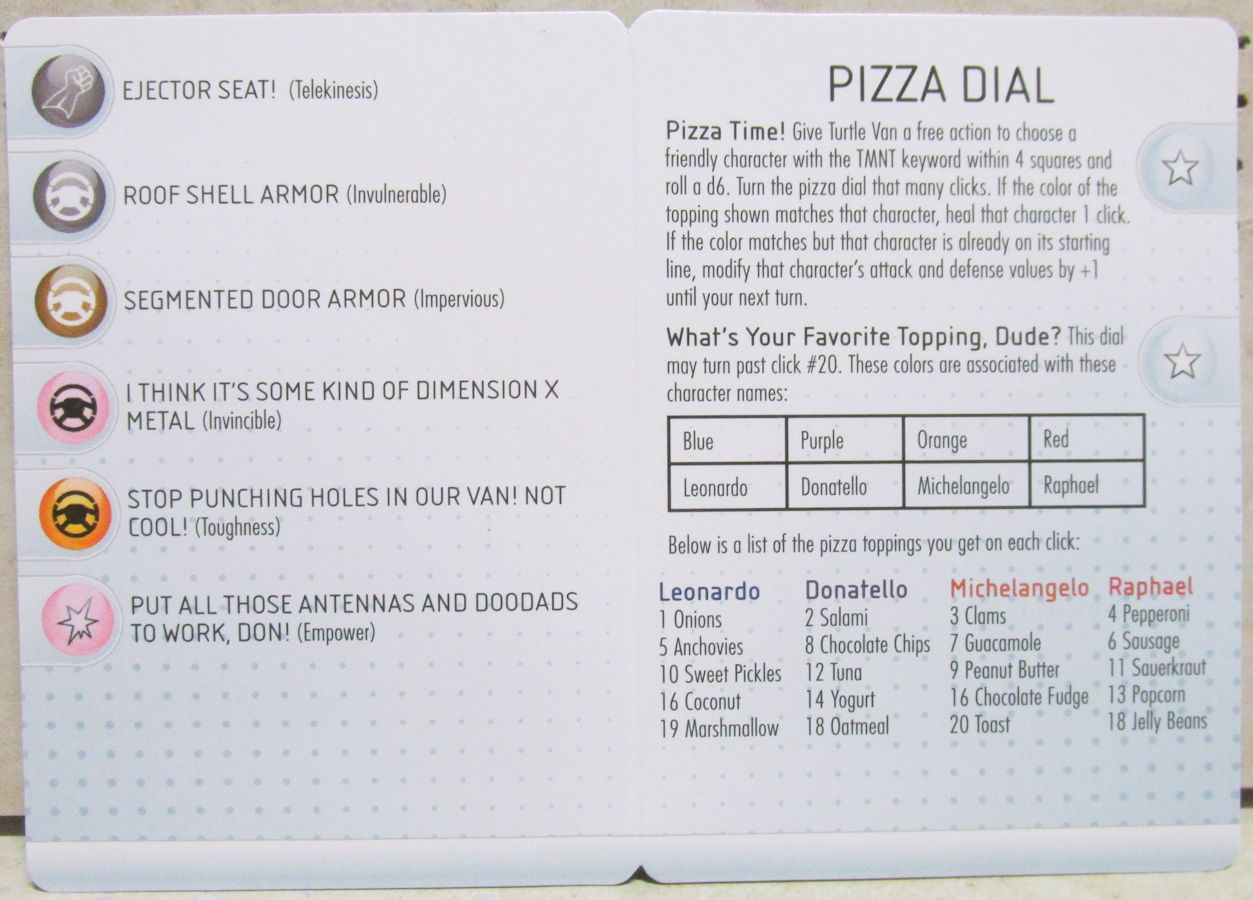 EJECTOR SEAT! (Telekinesis)
ROOF SHELL ARMOR (Invulnerable)
SEGMENTED DOOR ARMOR (Impervious)
I THINK IT'S SOME KIND OF DIMENSION X
METAL (Invincible)
STOP PUNCHING HOLES IN OUR VAN! NOT
COOL! (Toughness)
PUT ALL THOSE ANTENNAS AND DOODADS
TO WORK, DON! (Empower)
PIZZA DIAL
Pizza Time! Give Turtle Van a free action to choose a
friendly character with the TMNT keyword within 4 squares and
roll a d6. Turn the pizza dial that many clicks. If the color of the
topping shown matches that character, heal that character 1 click.
If the color matches but that character is already on its starting
line, modify that character's attack and defense values by +1
until your next turn.
What's Your Favorite Topping, Dude? This dial
may turn past click #20. These colors are associated with these
character names:
Blue Purple Orange Red
Leonardo Donatello Michelangelo Raphael
Below is a list of the pizza toppings you get on each click:
Leonardo Donatello Michelangelo Raphael
1 Onions 2 Salami 3 Clams 4 Pepperoni
5 Anchovies 8 Chocolate Chips 7 Guacamole 6 Sausage
10 Sweet Pickles 12 Tuna 9 Peanut Butter 11 Sauerkraut
16 Coconut 14 Yogurt 16 Chocolate Fudge 13 Popcorn
19 Marshmallow 18 Oatmeal 20 Toast 18 Jelly Beans